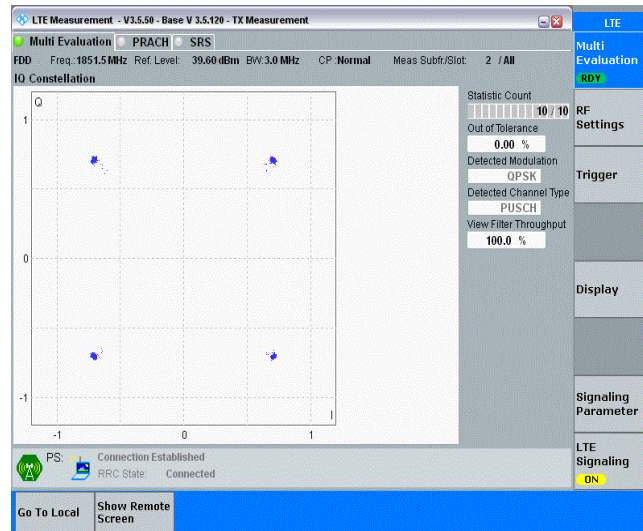 LTE Measurement - V3.5.50 - Base V 3.5.120 - TX Measurement
LTE
Multi Evaluation PRACH SRS
FDD Freq.: 1851.5 MHz Ref. Level: 39.60 dBm BW: 3.0 MHz CP: Normal Meas Subfr./Slot: 2 / All
IQ Constellation
Q
1
0
-1
I
-1 0 1
Statistic Count
10 / 10
Out of Tolerance
0.00 %
Detected Modulation
QPSK
Detected Channel Type
PUSCH
View Filter Throughput
100.0 %
PS: Connection Established
RRC State: Connected
Multi
Evaluation
RDY
RF
Settings
Trigger
Display
Signaling
Parameter
LTE
Signaling
ON
Go To Local
Show Remote
Screen